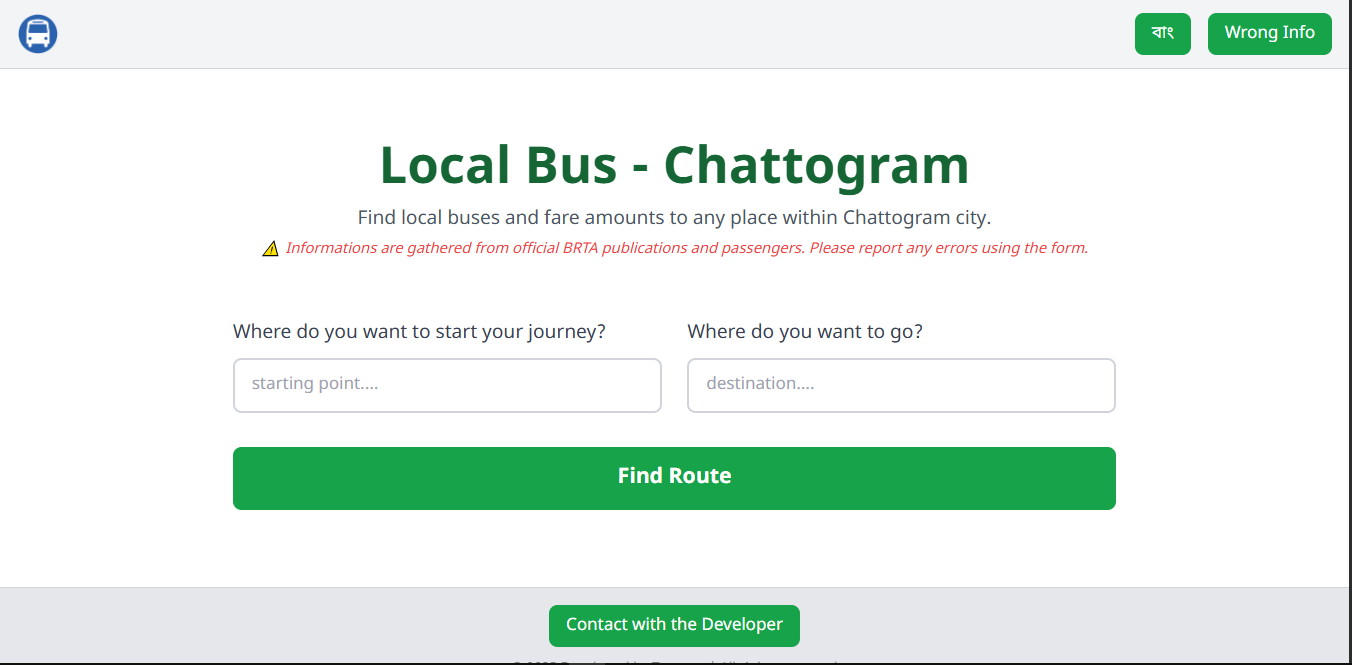 বাং
Wrong Info
Local Bus - Chattogram
Find local buses and fare amounts to any place within Chattogram city.
Informations are gathered from official BRTA publications and passengers. Please report any errors using the form.
Where do you want to start your journey?
Where do you want to go?
starting point....
destination....
Find Route
Contact with the Developer